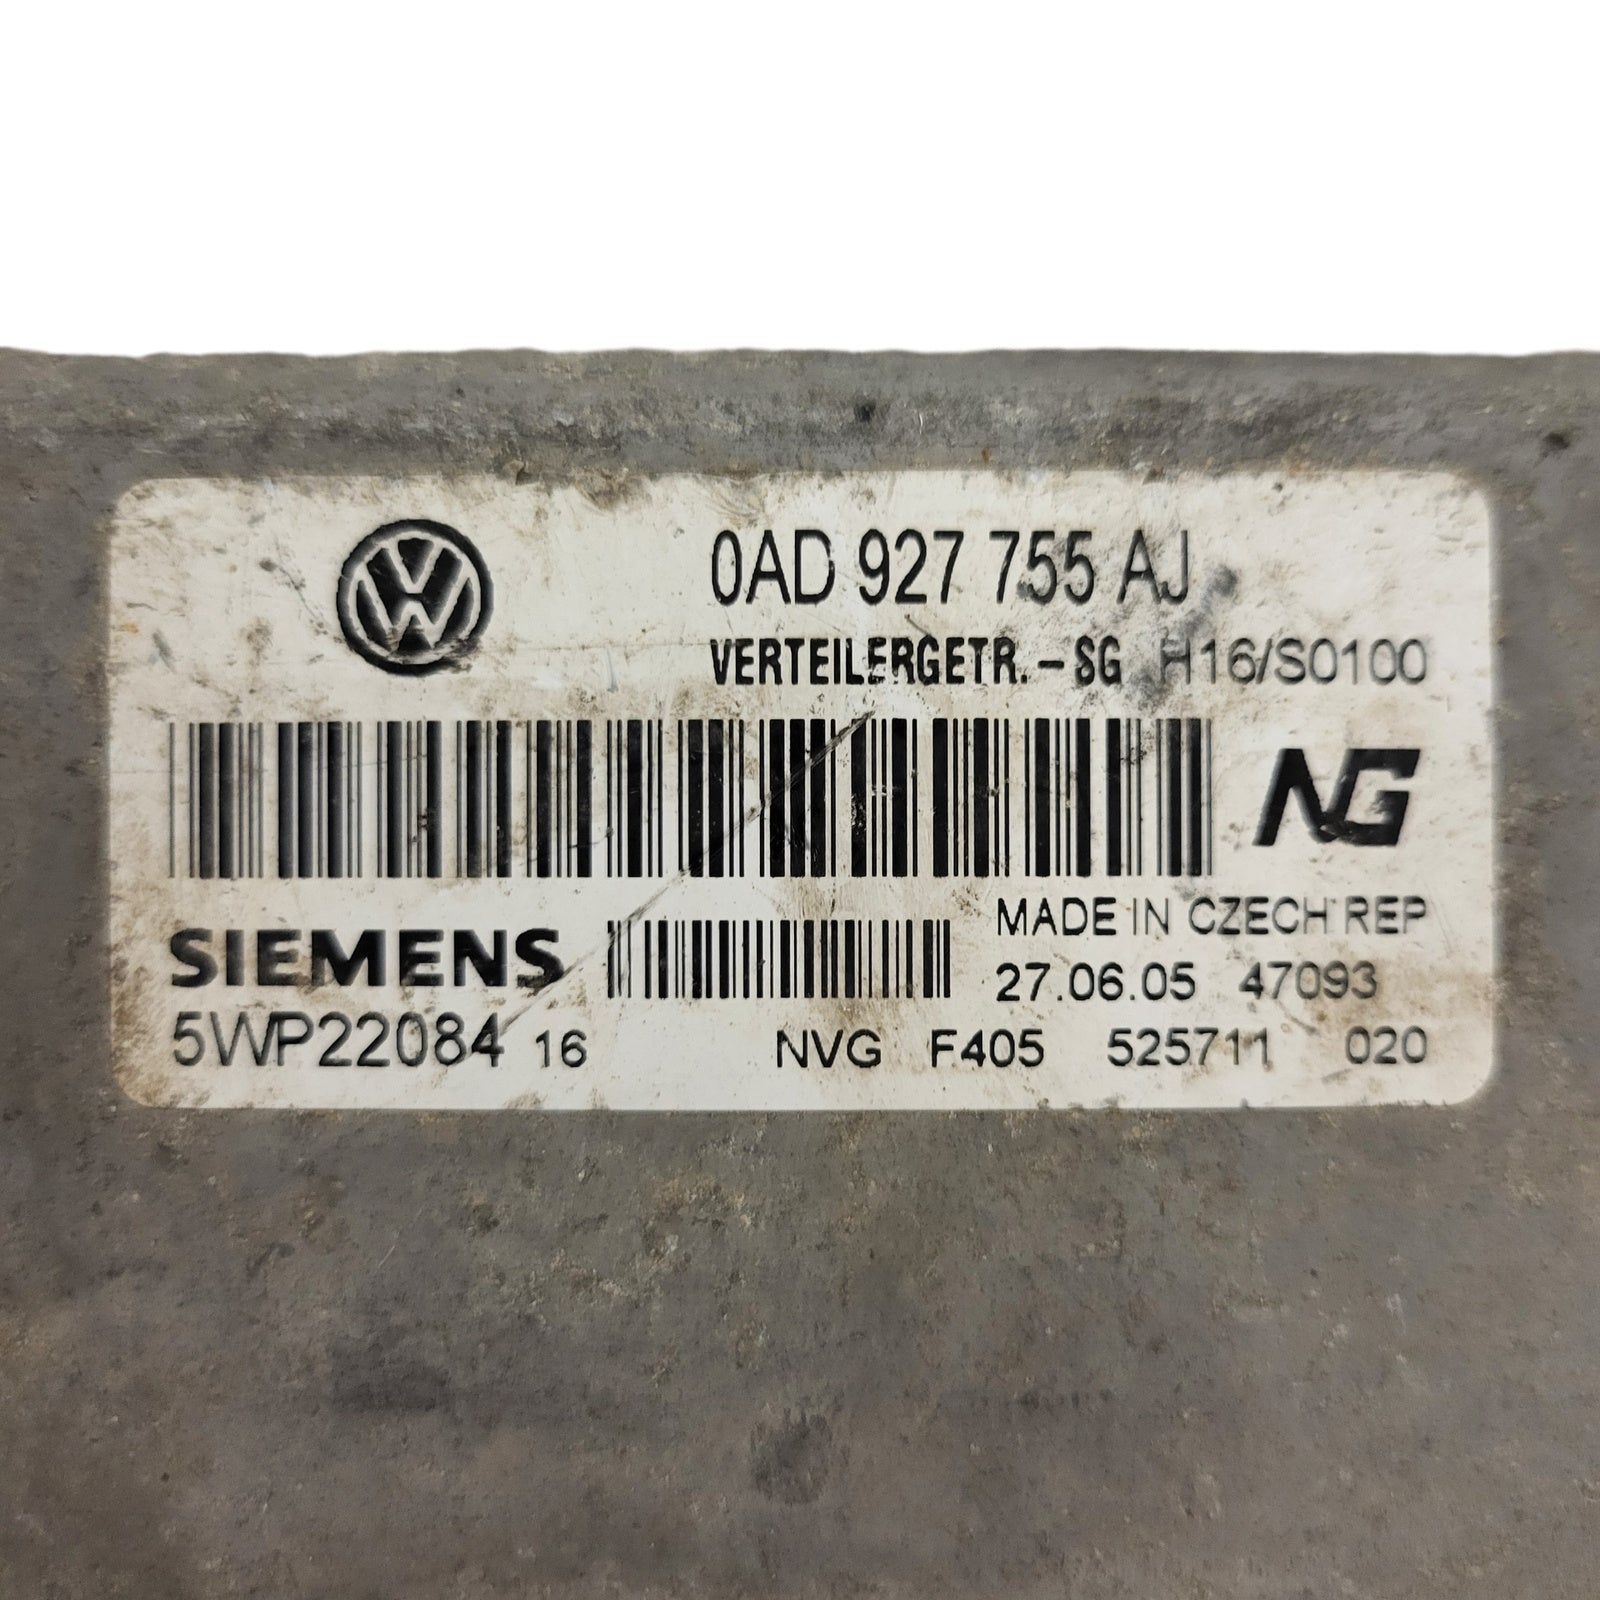 0AD 927 755 AJ
VERTEILERGETR.-SG H16/S0100
NG
SIEMENS
MADE IN CZECH REP
27.06.05 47093
5WP22084 16 NVG F405 525711 020